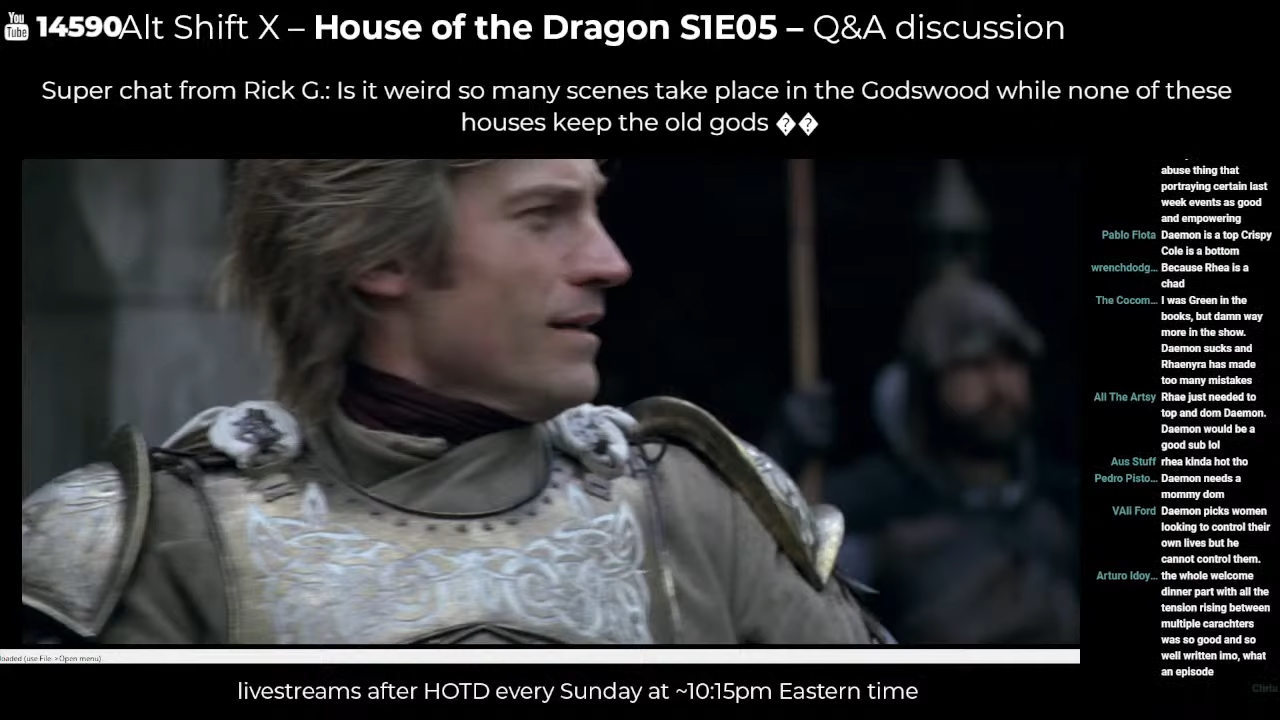 You Tube 14590 Alt Shift X – House of the Dragon S1E05 – Q&A discussion
Super chat from Rick G.: Is it weird so many scenes take place in the Godswood while none of these
houses keep the old gods ��
abuse thing that
portraying certain last
week events as good
and empowering
Pablo Flota Daemon is a top Crispy
Cole is a bottom
wrenchdodg... Because Rhea is a
chad
The Cocom... I was Green in the
books, but damn way
more in the show.
Daemon sucks and
Rhaenyra has made
too many mistakes
All The Artsy Rhae just needed to
top and dom Daemon.
Daemon would be a
good sub lol
Aus Stuff rhea kinda hot tho
Pedro Pisto... Daemon needs a
mommy dom
VAll Ford Daemon picks women
looking to control their
own lives but he
cannot control them.
Arturo Idoy... the whole welcome
dinner part with all the
tension rising between
multiple carachters
was so good and so
well written imo, what
an episode
loaded (use File > Open menu)
livestreams after HOTD every Sunday at ~10:15pm Eastern time